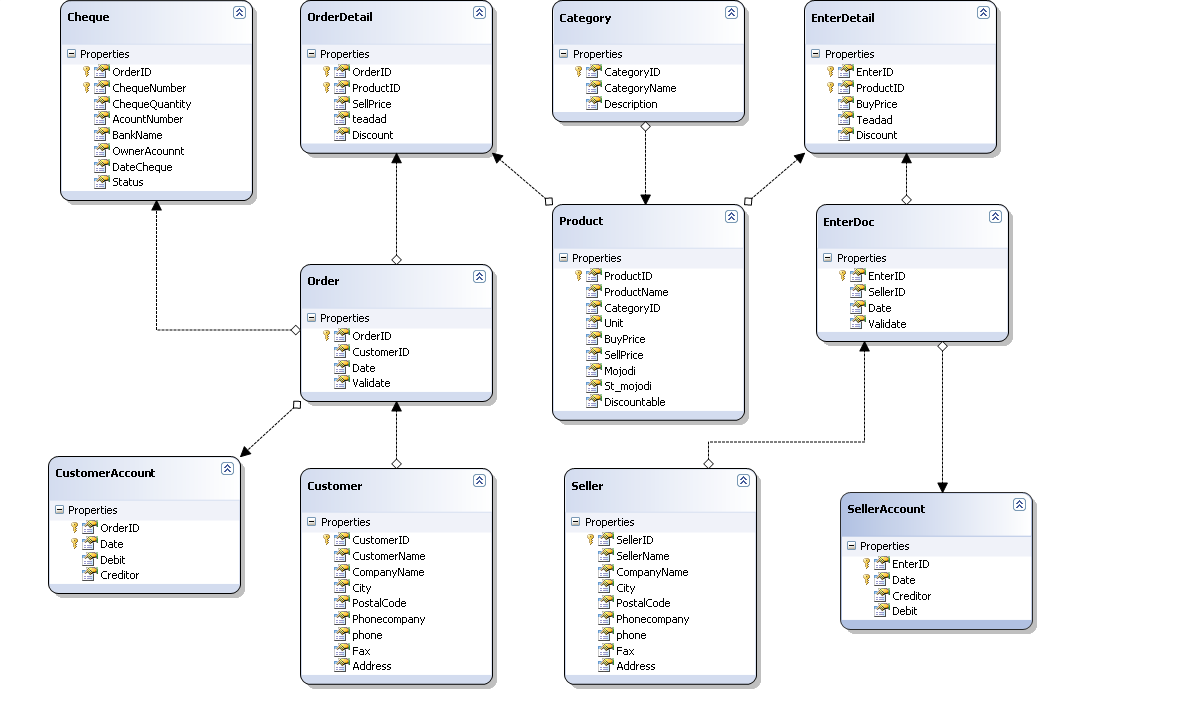 Cheque
Properties
OrderID
ChequeNumber
ChequeQuantity
AcountNumber
BankName
OwnerAcounnt
DateCheque
Status
OrderDetail
Properties
OrderID
ProductID
SellPrice
teadad
Discount
Category
Properties
CategoryID
CategoryName
Description
EnterDetail
Properties
EnterID
ProductID
BuyPrice
Teadad
Discount
Order
Properties
OrderID
CustomerID
Date
Validate
Product
Properties
ProductID
ProductName
CategoryID
Unit
BuyPrice
SellPrice
Mojodi
St_mojodi
Discountable
EnterDoc
Properties
EnterID
SellerID
Date
Validate
CustomerAccount
Properties
OrderID
Date
Debit
Creditor
Customer
Properties
CustomerID
CustomerName
CompanyName
City
PostalCode
Phonecompany
phone
Fax
Address
Seller
Properties
SellerID
SellerName
CompanyName
City
PostalCode
Phonecompany
phone
Fax
Address
SellerAccount
Properties
EnterID
Date
Creditor
Debit